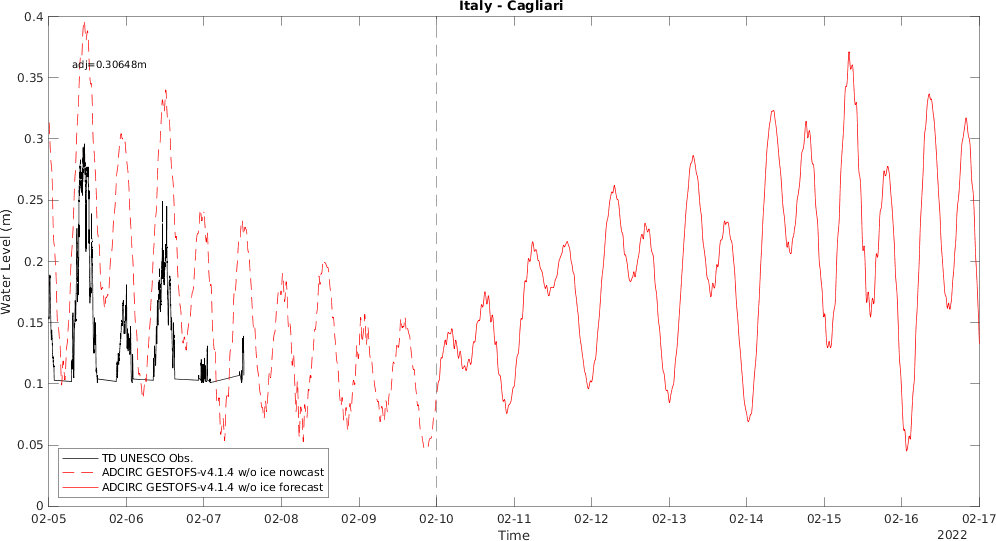 Italy - Cagliari
0.4
adj=0.30648m
0.35
0.3
0.25
0.2
0.15
0.1
0.05
0
Water Level (m)
TD UNESCO Obs.
ADCIRC GESTOFS-v4.1.4 w/o ice nowcast
ADCIRC GESTOFS-v4.1.4 w/o ice forecast
02-05 02-06 02-07 02-08 02-09 02-10 02-11 02-12 02-13 02-14 02-15 02-16 02-17
Time
2022